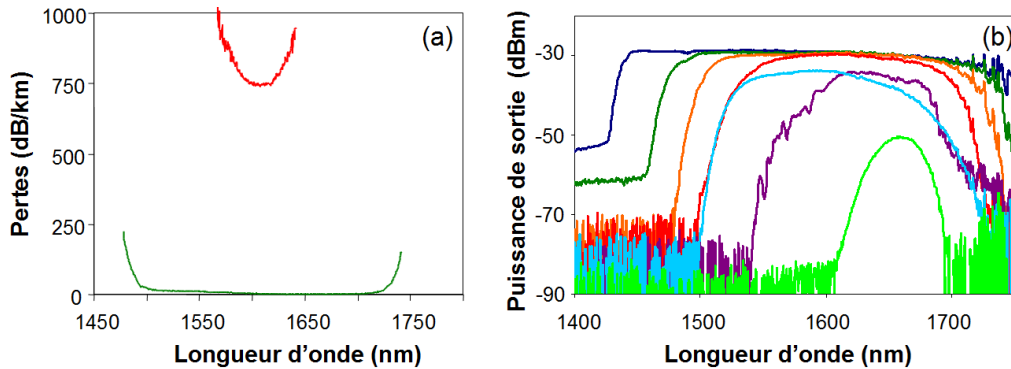 (a)
Pertes (dB/km)
1000
750
500
250
0
1450
1550
1650
1750
Longueur d'onde (nm)
(b)
Puissance de sortie (dBm)
-30
-50
-70
-90
1400
1500
1600
1700
Longueur d'onde (nm)